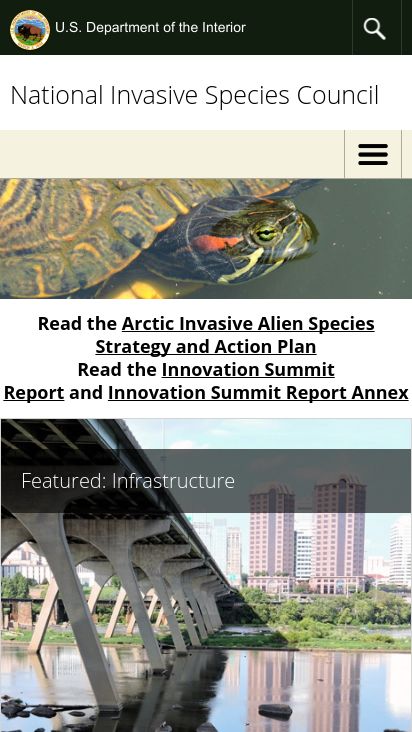 U.S. Department of the Interior
National Invasive Species Council
Read the Arctic Invasive Alien Species
Strategy and Action Plan
Read the Innovation Summit
Report and Innovation Summit Report Annex
Featured: Infrastructure